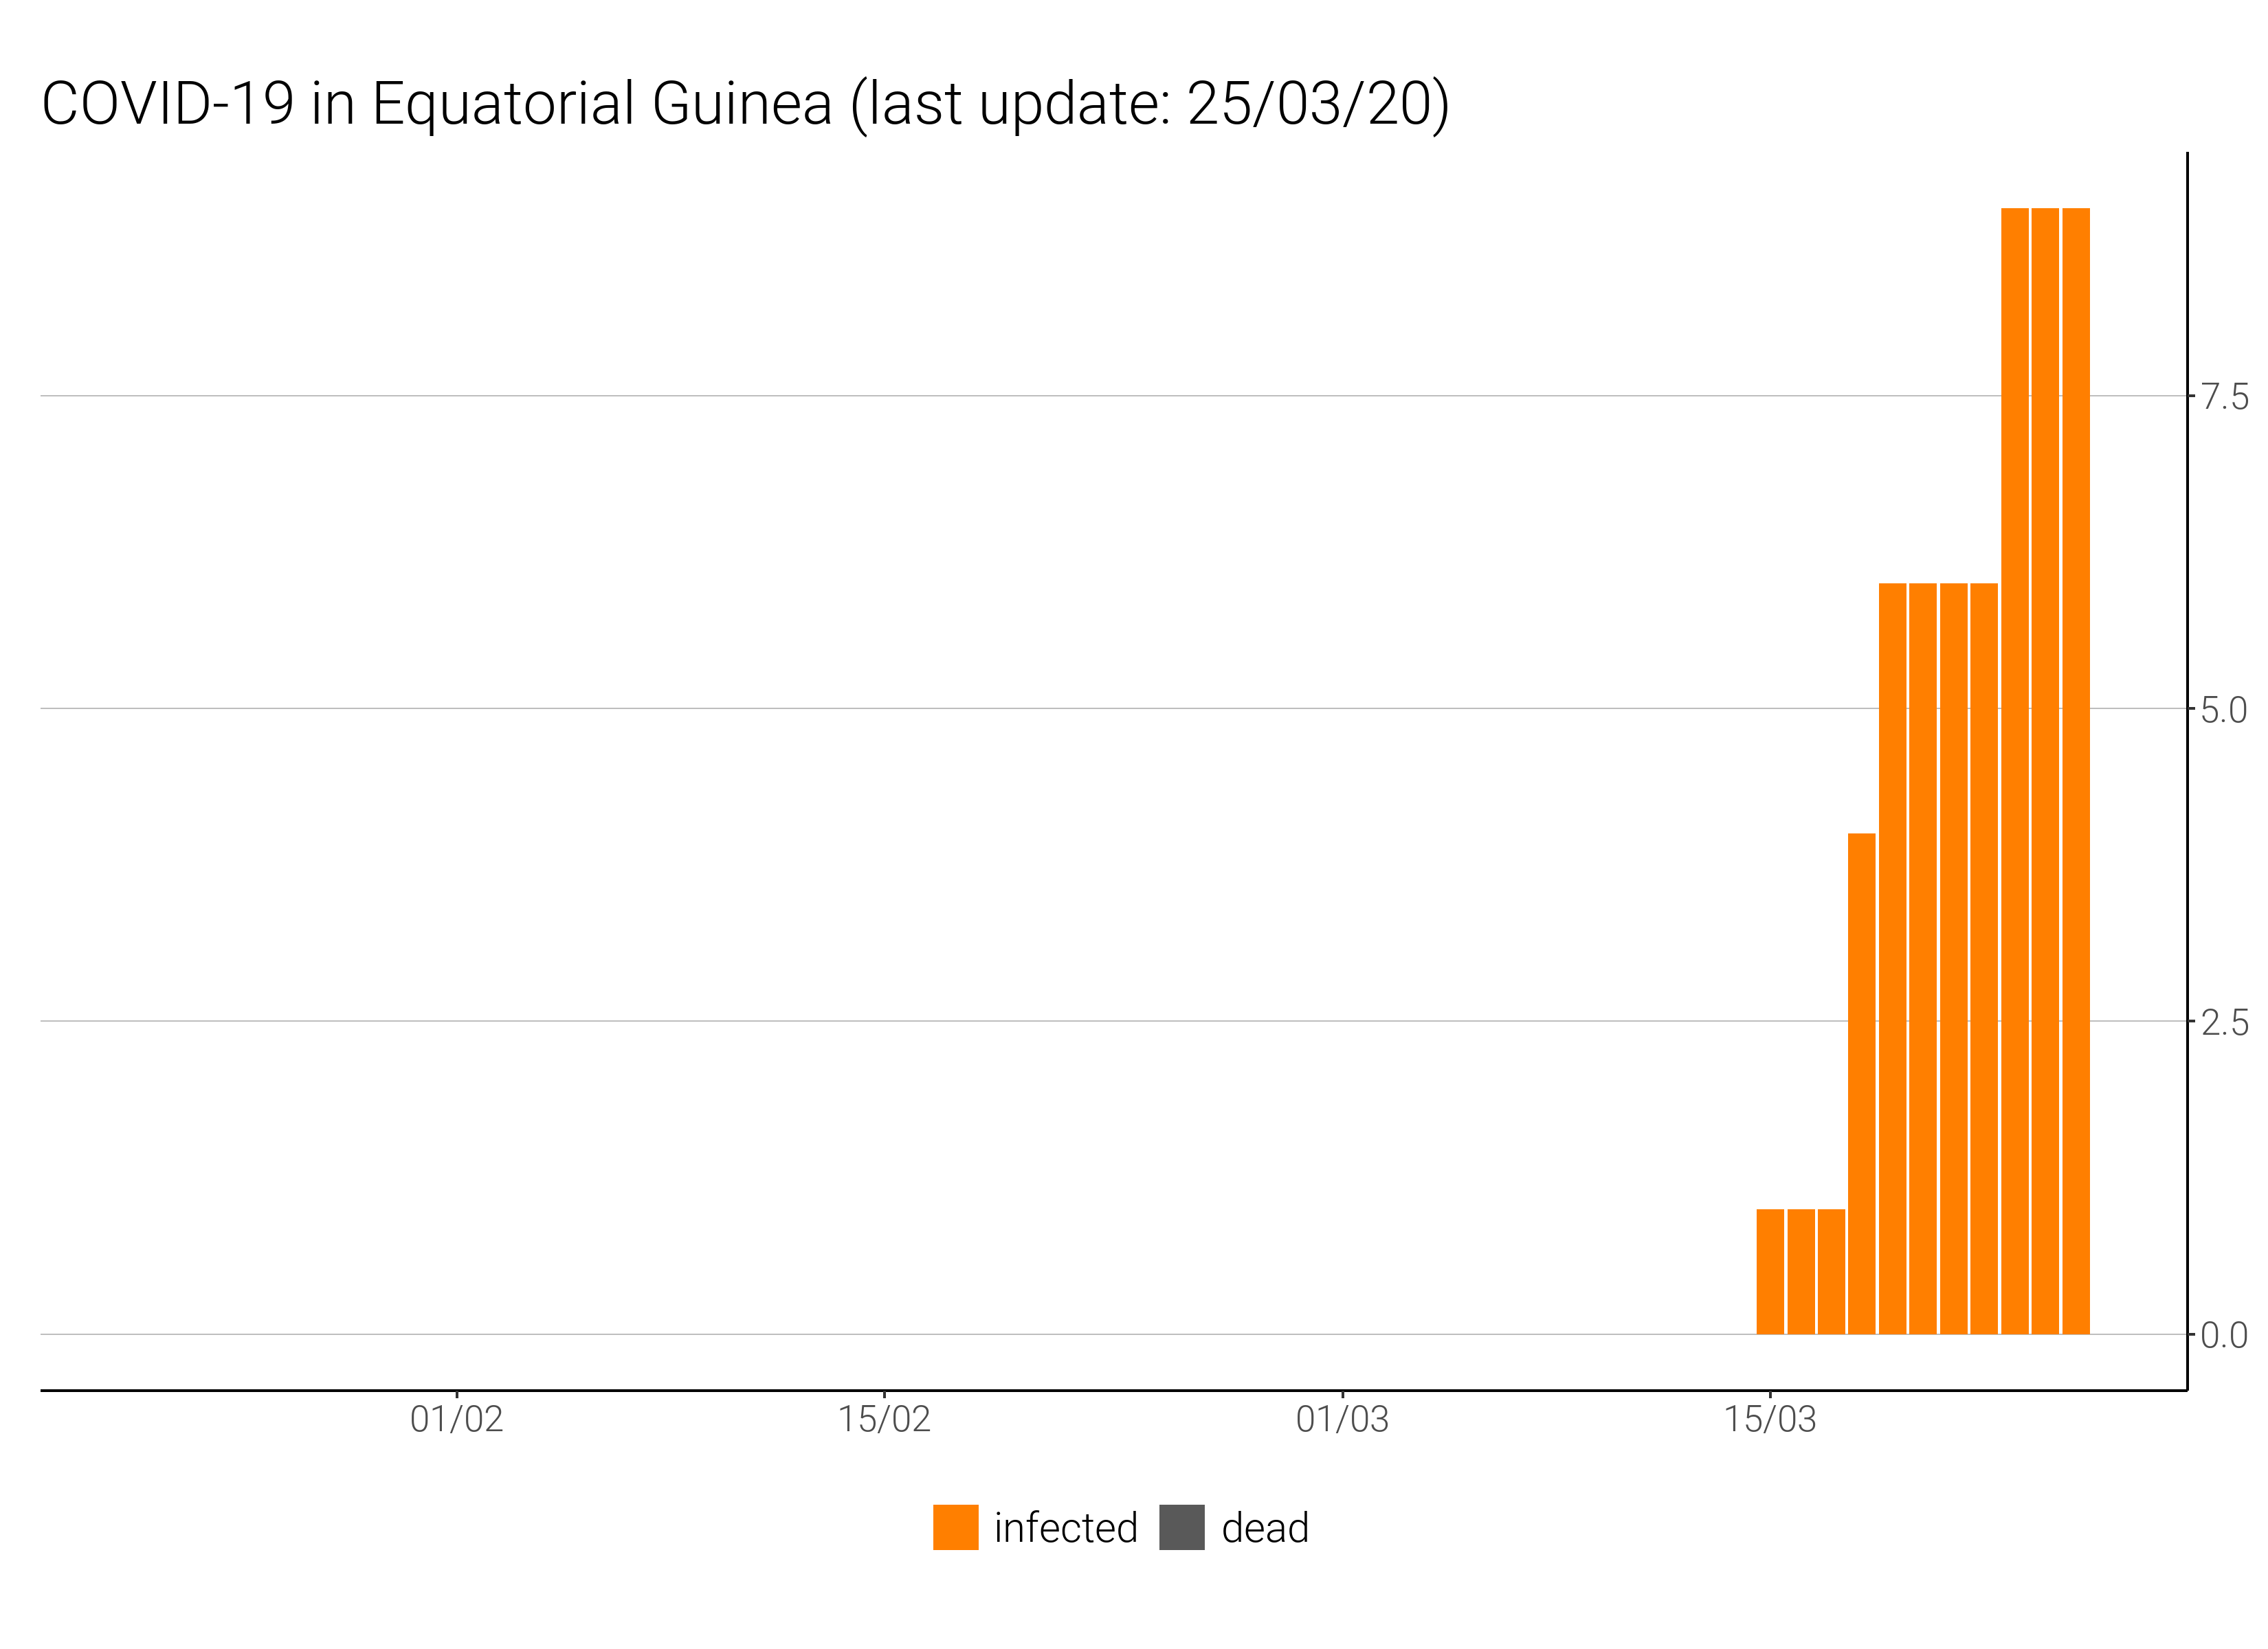 COVID-19 in Equatorial Guinea (last update: 25/03/20)
7.5
5.0
2.5
0.0
01/02 15/02 01/03 15/03
infected dead